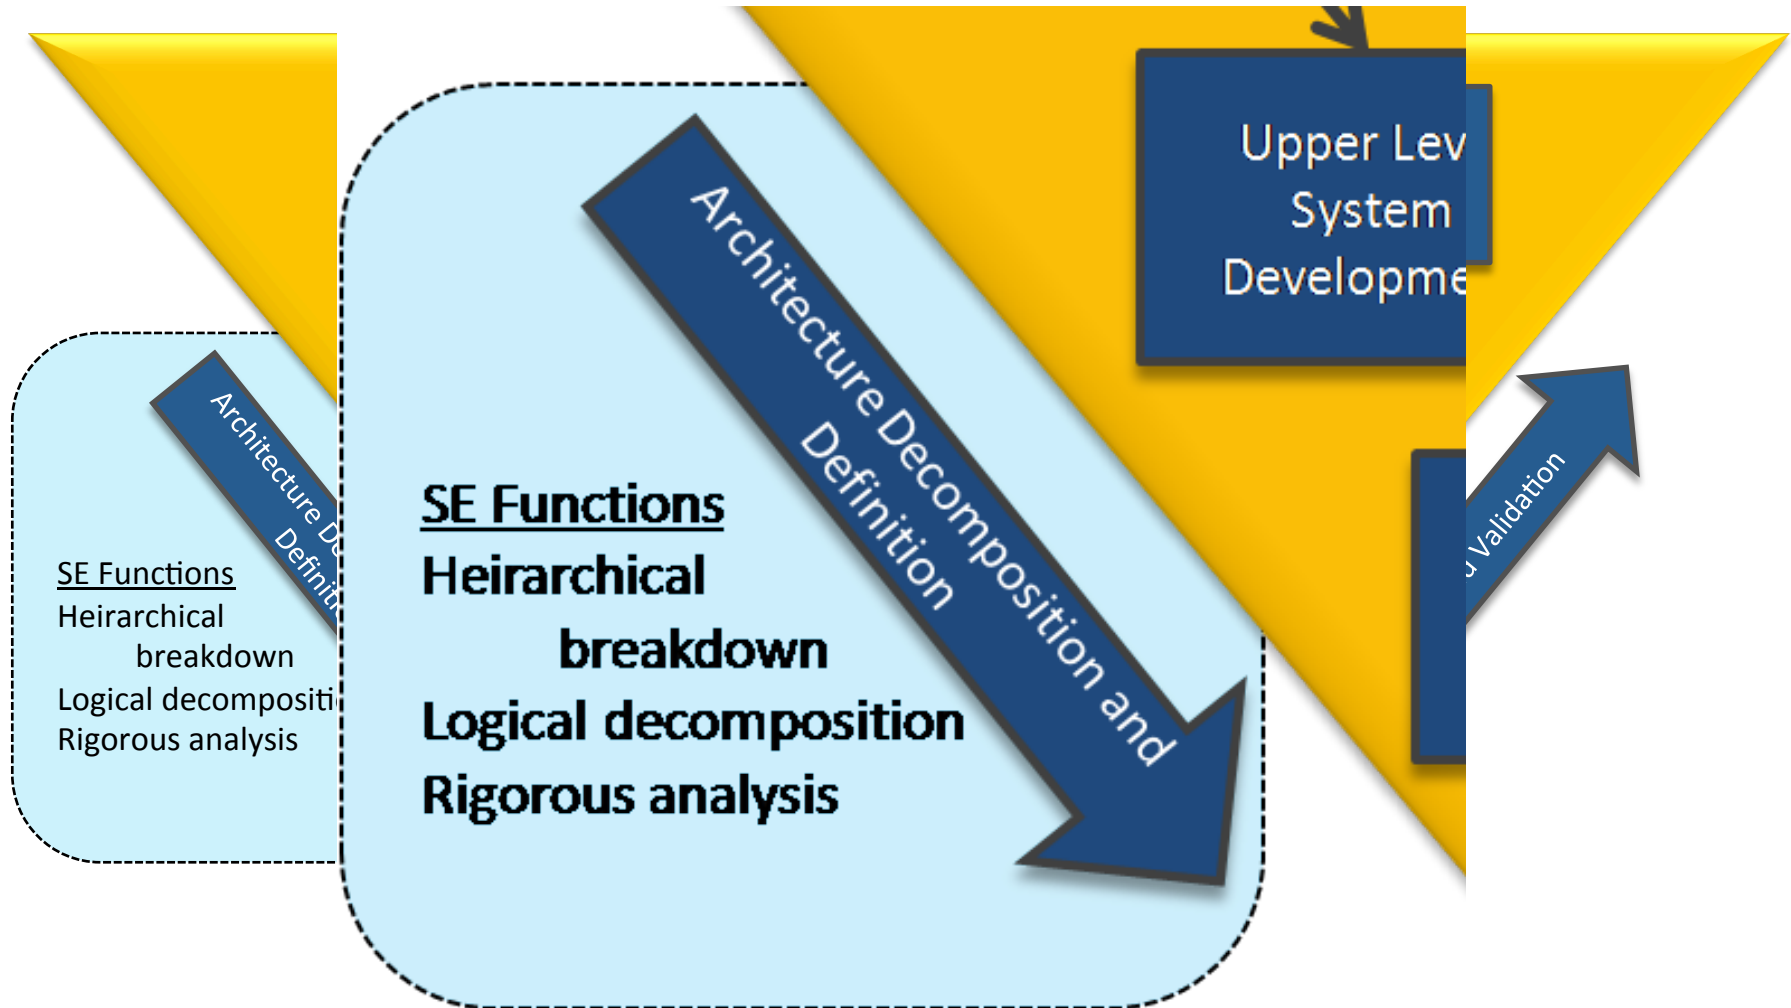 Upper Lev
System
Developme
Architecture Decomposition and
Definition
SE Functions
Heirarchical
breakdown
Logical decomposition
Rigorous analysis
Architecture De
Definiti
SE Functions
Heirarchical
breakdown
Logical decompositi
Rigorous analysis
d Validation